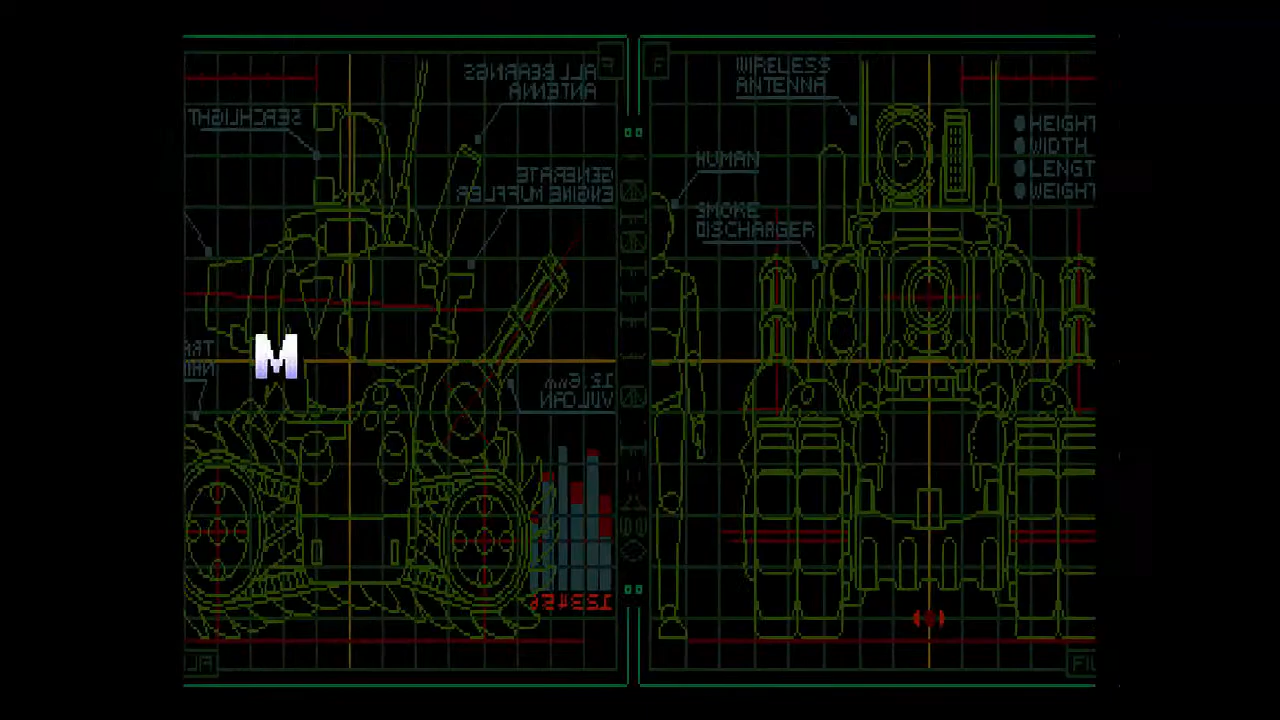 R
ALL BEARINGS
ANTENNA
SEARCHLIGHT
GENERATE
ENGINE MUFFLER
M
12.6mm
VULCAN
123456
F
WIRELESS
ANTENNA
HUMAN
SMOKE
DISCHARGER
HEIGHT
WIDTH
LENGT
WEIGHT